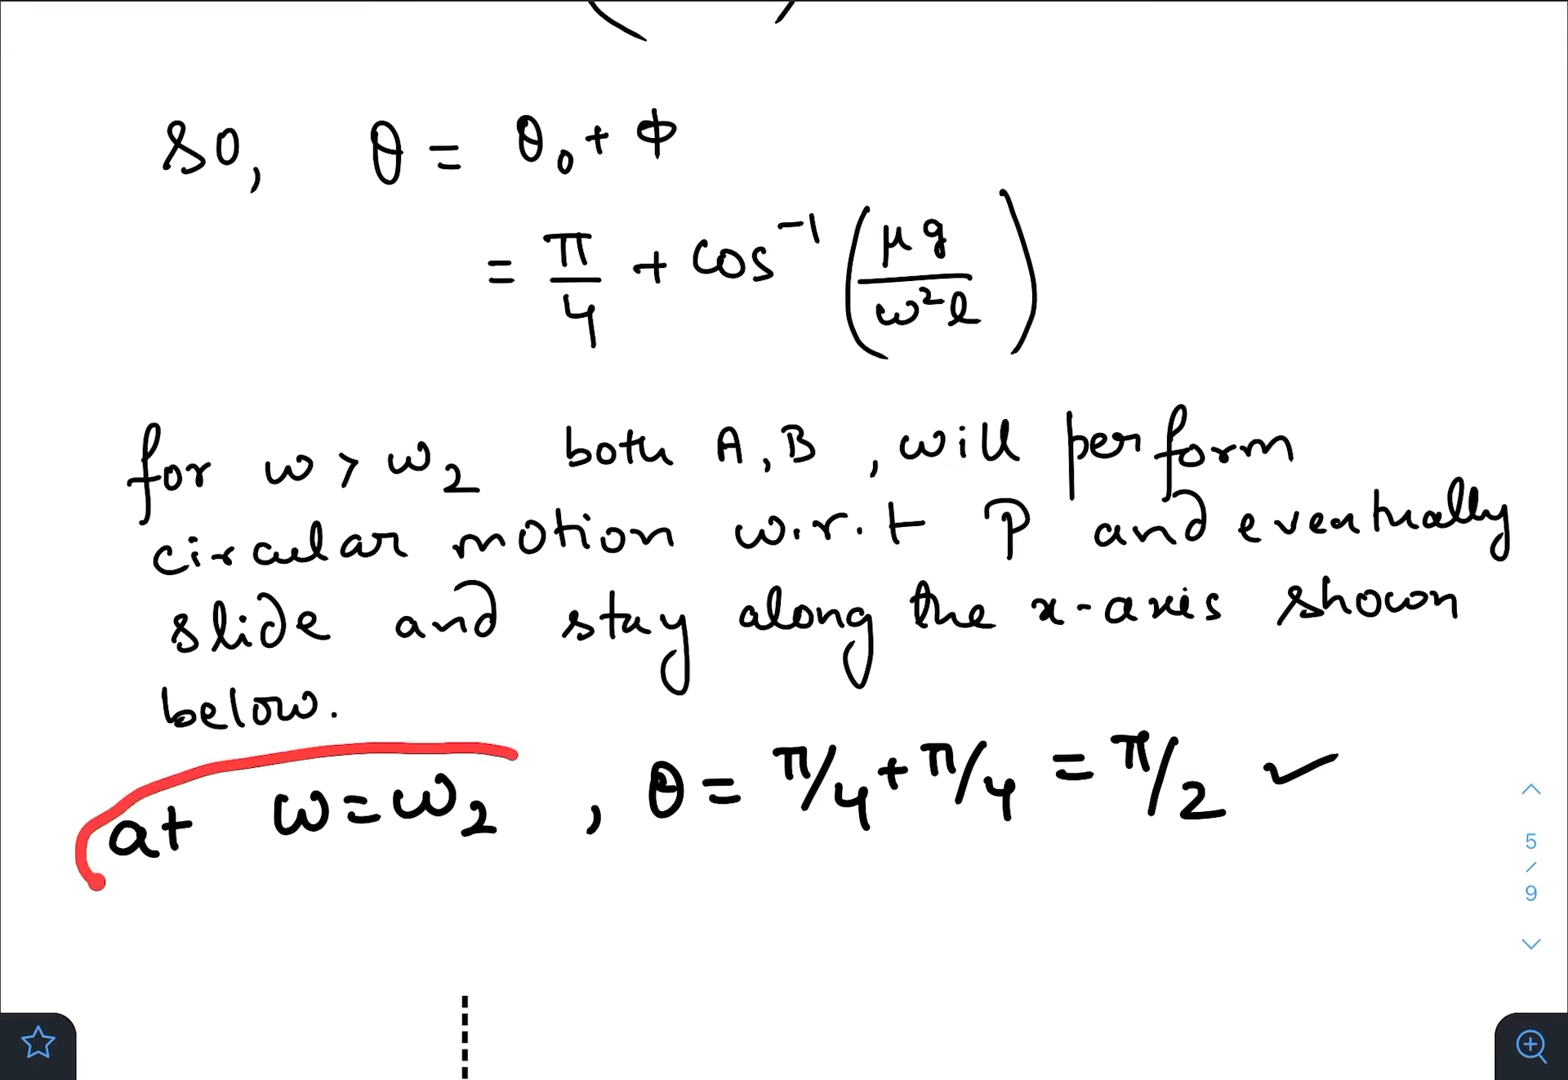 so, θ = θ₀ + φ
= π/4 + cos⁻¹ (μg / ω²l)
for ω > ω₂ both A, B, will perform
circular motion w.r.t P and eventually
slide and stay along the x-axis shown
below.
at ω = ω₂, θ = π/4 + π/4 = π/2 ✓
5
/
9